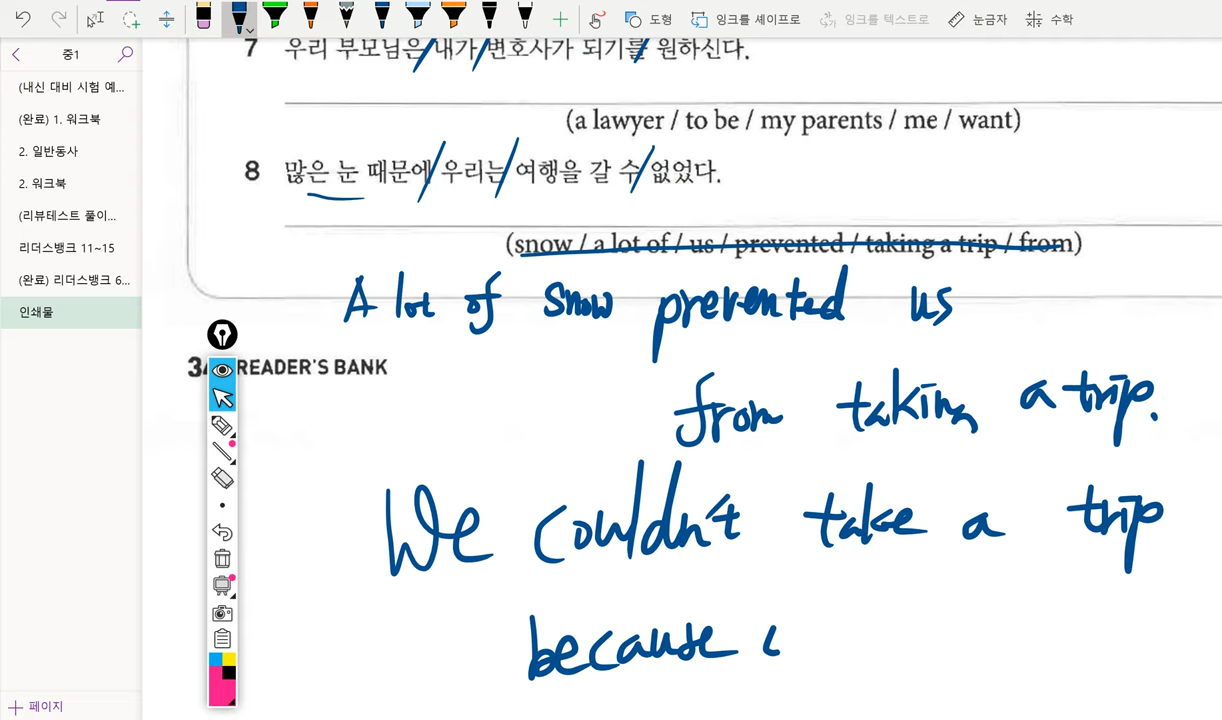 도형 잉크를 셰이프로 잉크를 텍스트로 눈금자 수학
중1
(내신 대비 시험 예...
(완료) 1. 워크북
2. 일반동사
2. 워크북
(리뷰테스트 풀이...
리더스뱅크 11~15
(완료) 리더스뱅크 6...
인쇄물
페이지
7 우리 부모님은 내가 변호사가 되기를 원하신다.
(a lawyer / to be / my parents / me / want)
8 많은 눈 때문에 우리는 여행을 갈 수 없었다.
(snow / a lot of / us / prevented / taking a trip / from)
A lot of snow prevented us
from taking a trip.
READER'S BANK
We couldn't take a trip
because